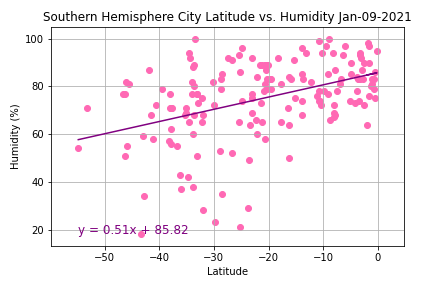 Southern Hemisphere City Latitude vs. Humidity Jan-09-2021
100
80
60
40
20
Humidity (%)
y = 0.51x + 85.82
−50
−40
−30
−20
−10
0
Latitude